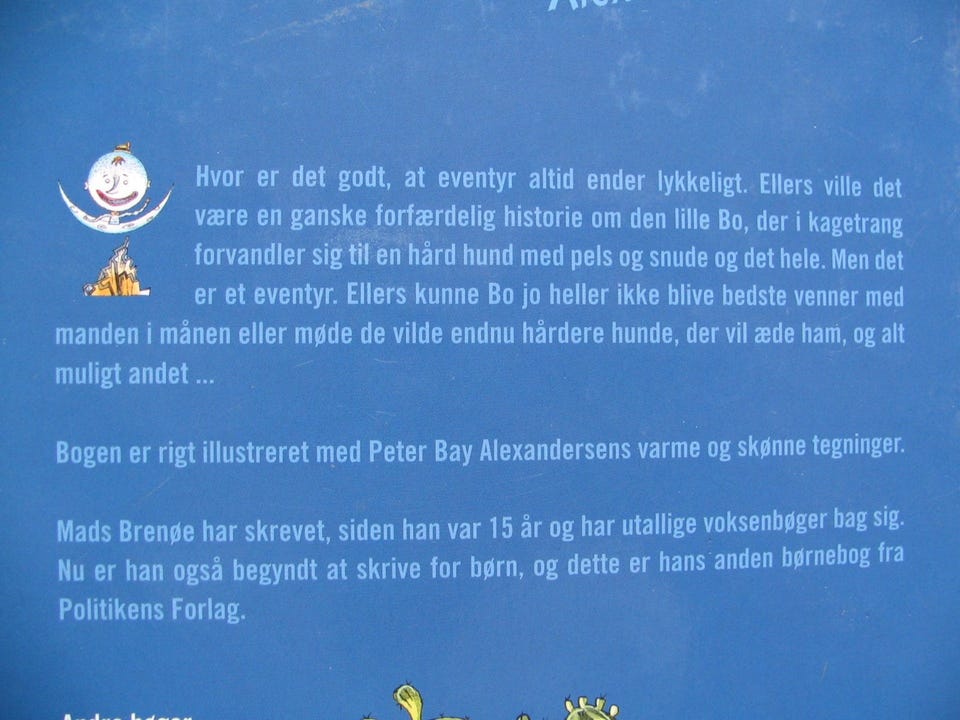 Hvor er det godt, at eventyr altid ender lykkeligt. Ellers ville det
være en ganske forfærdelig historie om den lille Bo, der i kagetrang
forvandler sig til en hård hund med pels og snude og det hele. Men det
er et eventyr. Ellers kunne Bo jo heller ikke blive bedste venner med
manden i månen eller møde de vilde endnu hårdere hunde, der vil æde ham, og alt
muligt andet ...
Bogen er rigt illustreret med Peter Bay Alexandersens varme og skønne tegninger.
Mads Brenøe har skrevet, siden han var 15 år og har utallige voksenbøger bag sig.
Nu er han også begyndt at skrive for børn, og dette er hans anden børnebog fra
Politikens Forlag.
Andre bøger